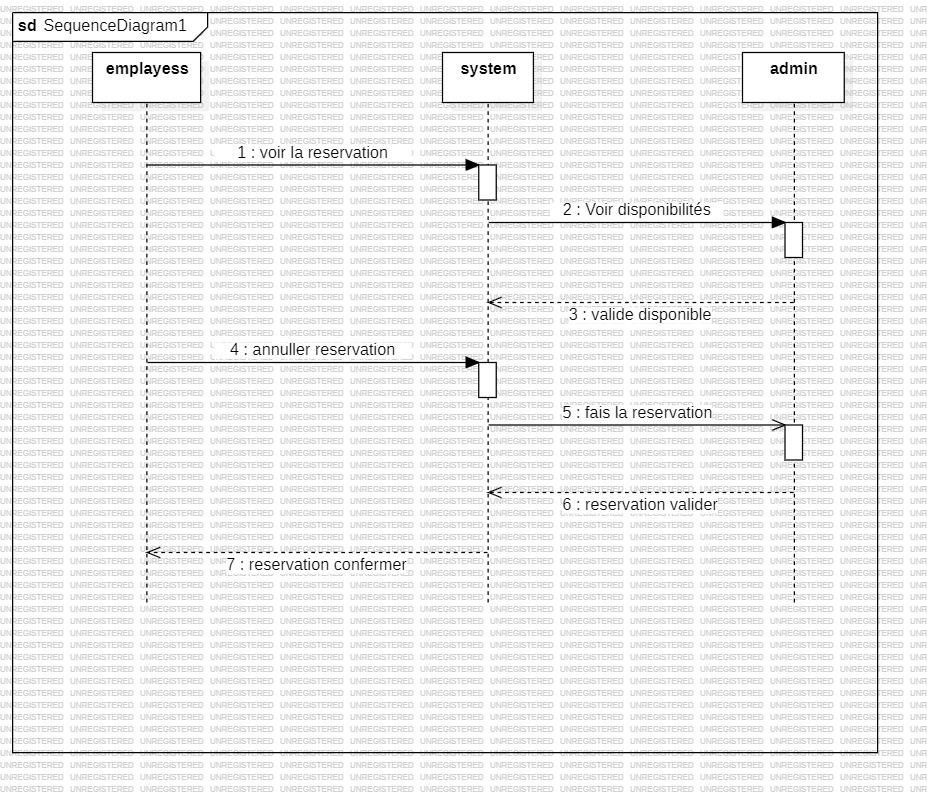 sd SequenceDiagram1
emplayess
system
admin
1 : voir la reservation
2 : Voir disponibilités
3 : valide disponible
4 : annuller reservation
5 : fais la reservation
6 : reservation valider
7 : reservation confermer
UNREGISTERED